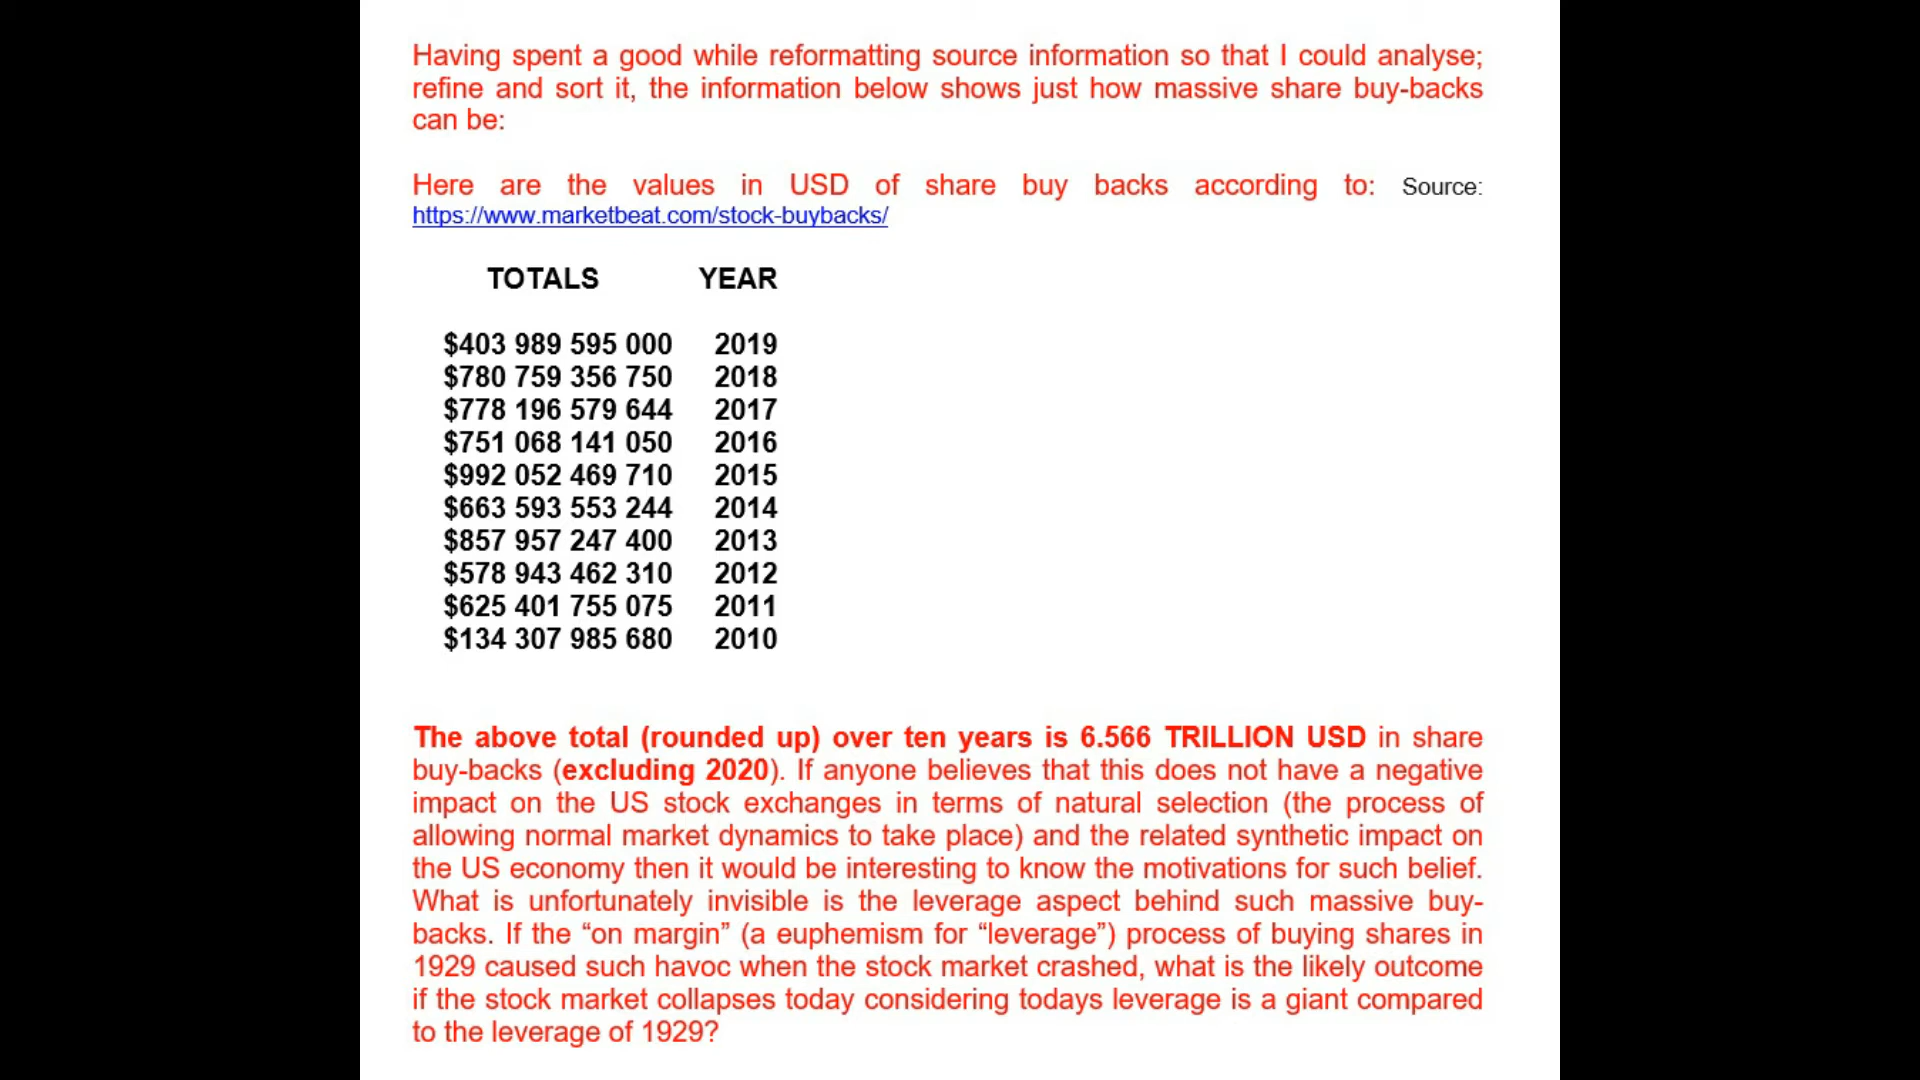 Having spent a good while reformatting source information so that I could analyse;
refine and sort it, the information below shows just how massive share buy-backs
can be:
Here are the values in USD of share buy backs according to: Source:
https://www.marketbeat.com/stock-buybacks/
TOTALS YEAR
$403 989 595 000 2019
$780 759 356 750 2018
$778 196 579 644 2017
$751 068 141 050 2016
$992 052 469 710 2015
$663 593 553 244 2014
$857 957 247 400 2013
$578 943 462 310 2012
$625 401 755 075 2011
$134 307 985 680 2010
The above total (rounded up) over ten years is 6.566 TRILLION USD in share
buy-backs (excluding 2020). If anyone believes that this does not have a negative
impact on the US stock exchanges in terms of natural selection (the process of
allowing normal market dynamics to take place) and the related synthetic impact on
the US economy then it would be interesting to know the motivations for such belief.
What is unfortunately invisible is the leverage aspect behind such massive buy-
backs. If the “on margin” (a euphemism for “leverage”) process of buying shares in
1929 caused such havoc when the stock market crashed, what is the likely outcome
if the stock market collapses today considering todays leverage is a giant compared
to the leverage of 1929?